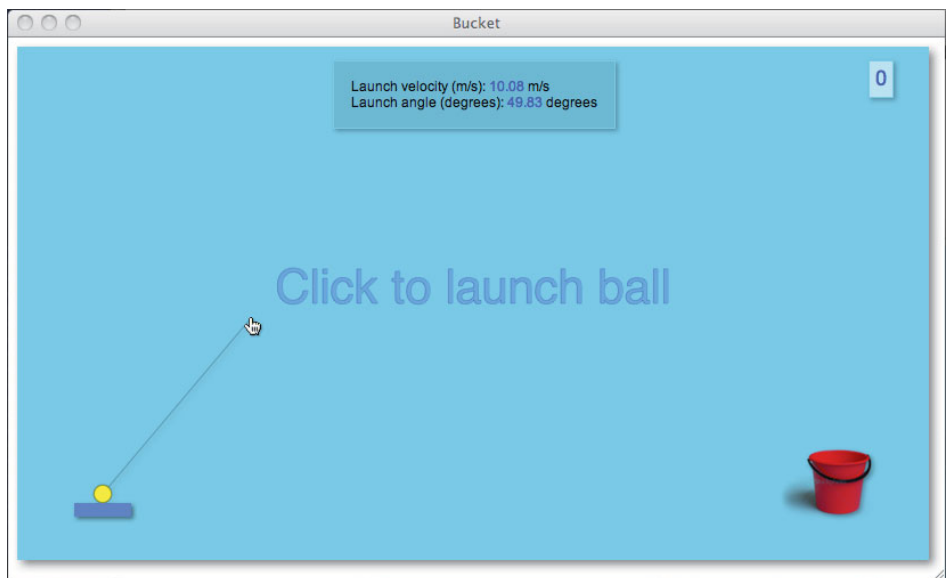 Bucket
Launch velocity (m/s): 10.08 m/s
Launch angle (degrees): 49.83 degrees
0
Click to launch ball